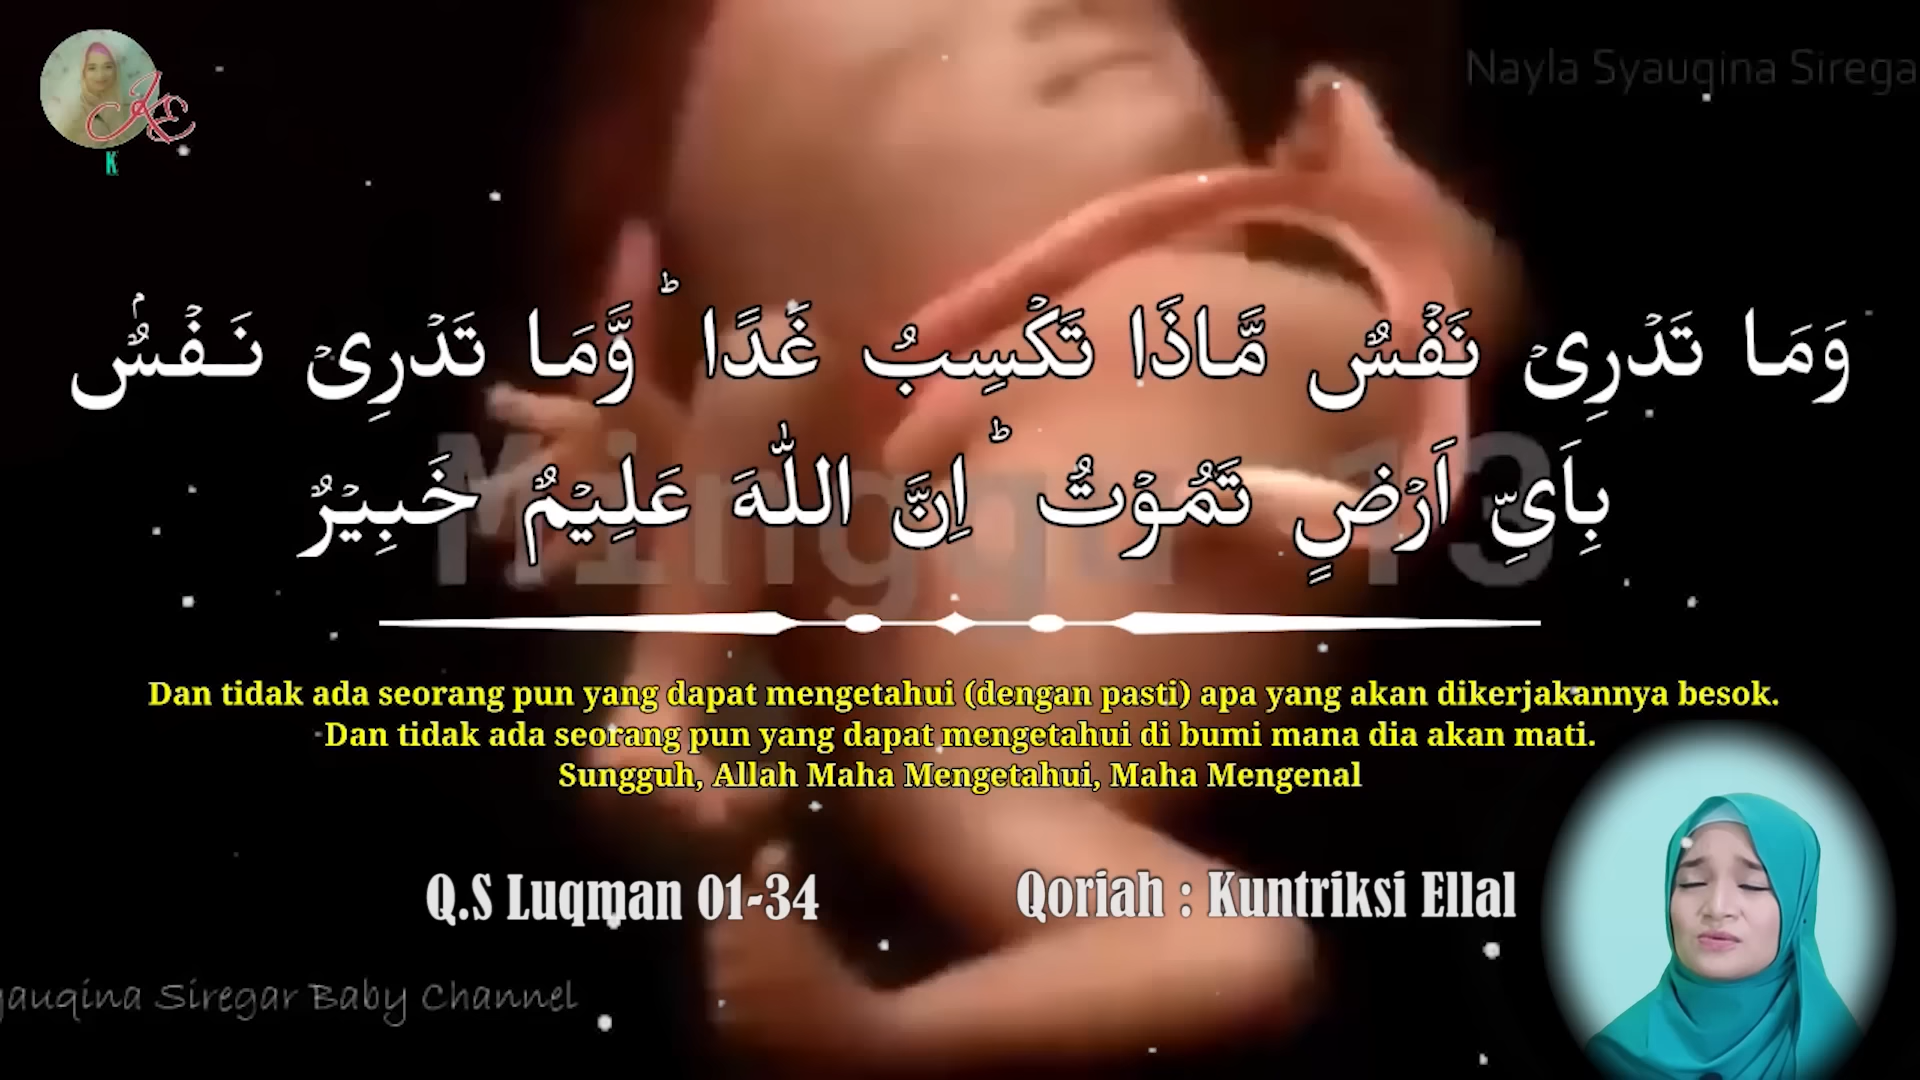 Nayla Syauqina Sirega
K
وَمَا تَدْرِىْ نَفْسٌ مَّاذَا تَكْسِبُ غَدًا ۗ وَّمَا تَدْرِىْ نَفْسٌۢ
بِاَىِّ اَرْضٍ تَمُوْتُ ۗ اِنَّ اللّٰهَ عَلِيْمٌ خَبِيْرٌ
Minggu 13
Dan tidak ada seorang pun yang dapat mengetahui (dengan pasti) apa yang akan dikerjakannya besok.
Dan tidak ada seorang pun yang dapat mengetahui di bumi mana dia akan mati.
Sungguh, Allah Maha Mengetahui, Maha Mengenal
Q.S Luqman 01-34
Qoriah : Kuntriksi Ellal
yauqina Siregar Baby Channel